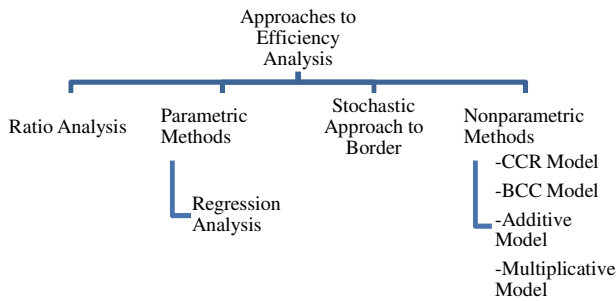 Approaches to
Efficiency
Analysis
Ratio Analysis
Parametric
Methods
Stochastic
Approach to
Border
Nonparametric
Methods
Regression
Analysis
-CCR Model
-BCC Model
-Additive
Model
-Multiplicative
Model